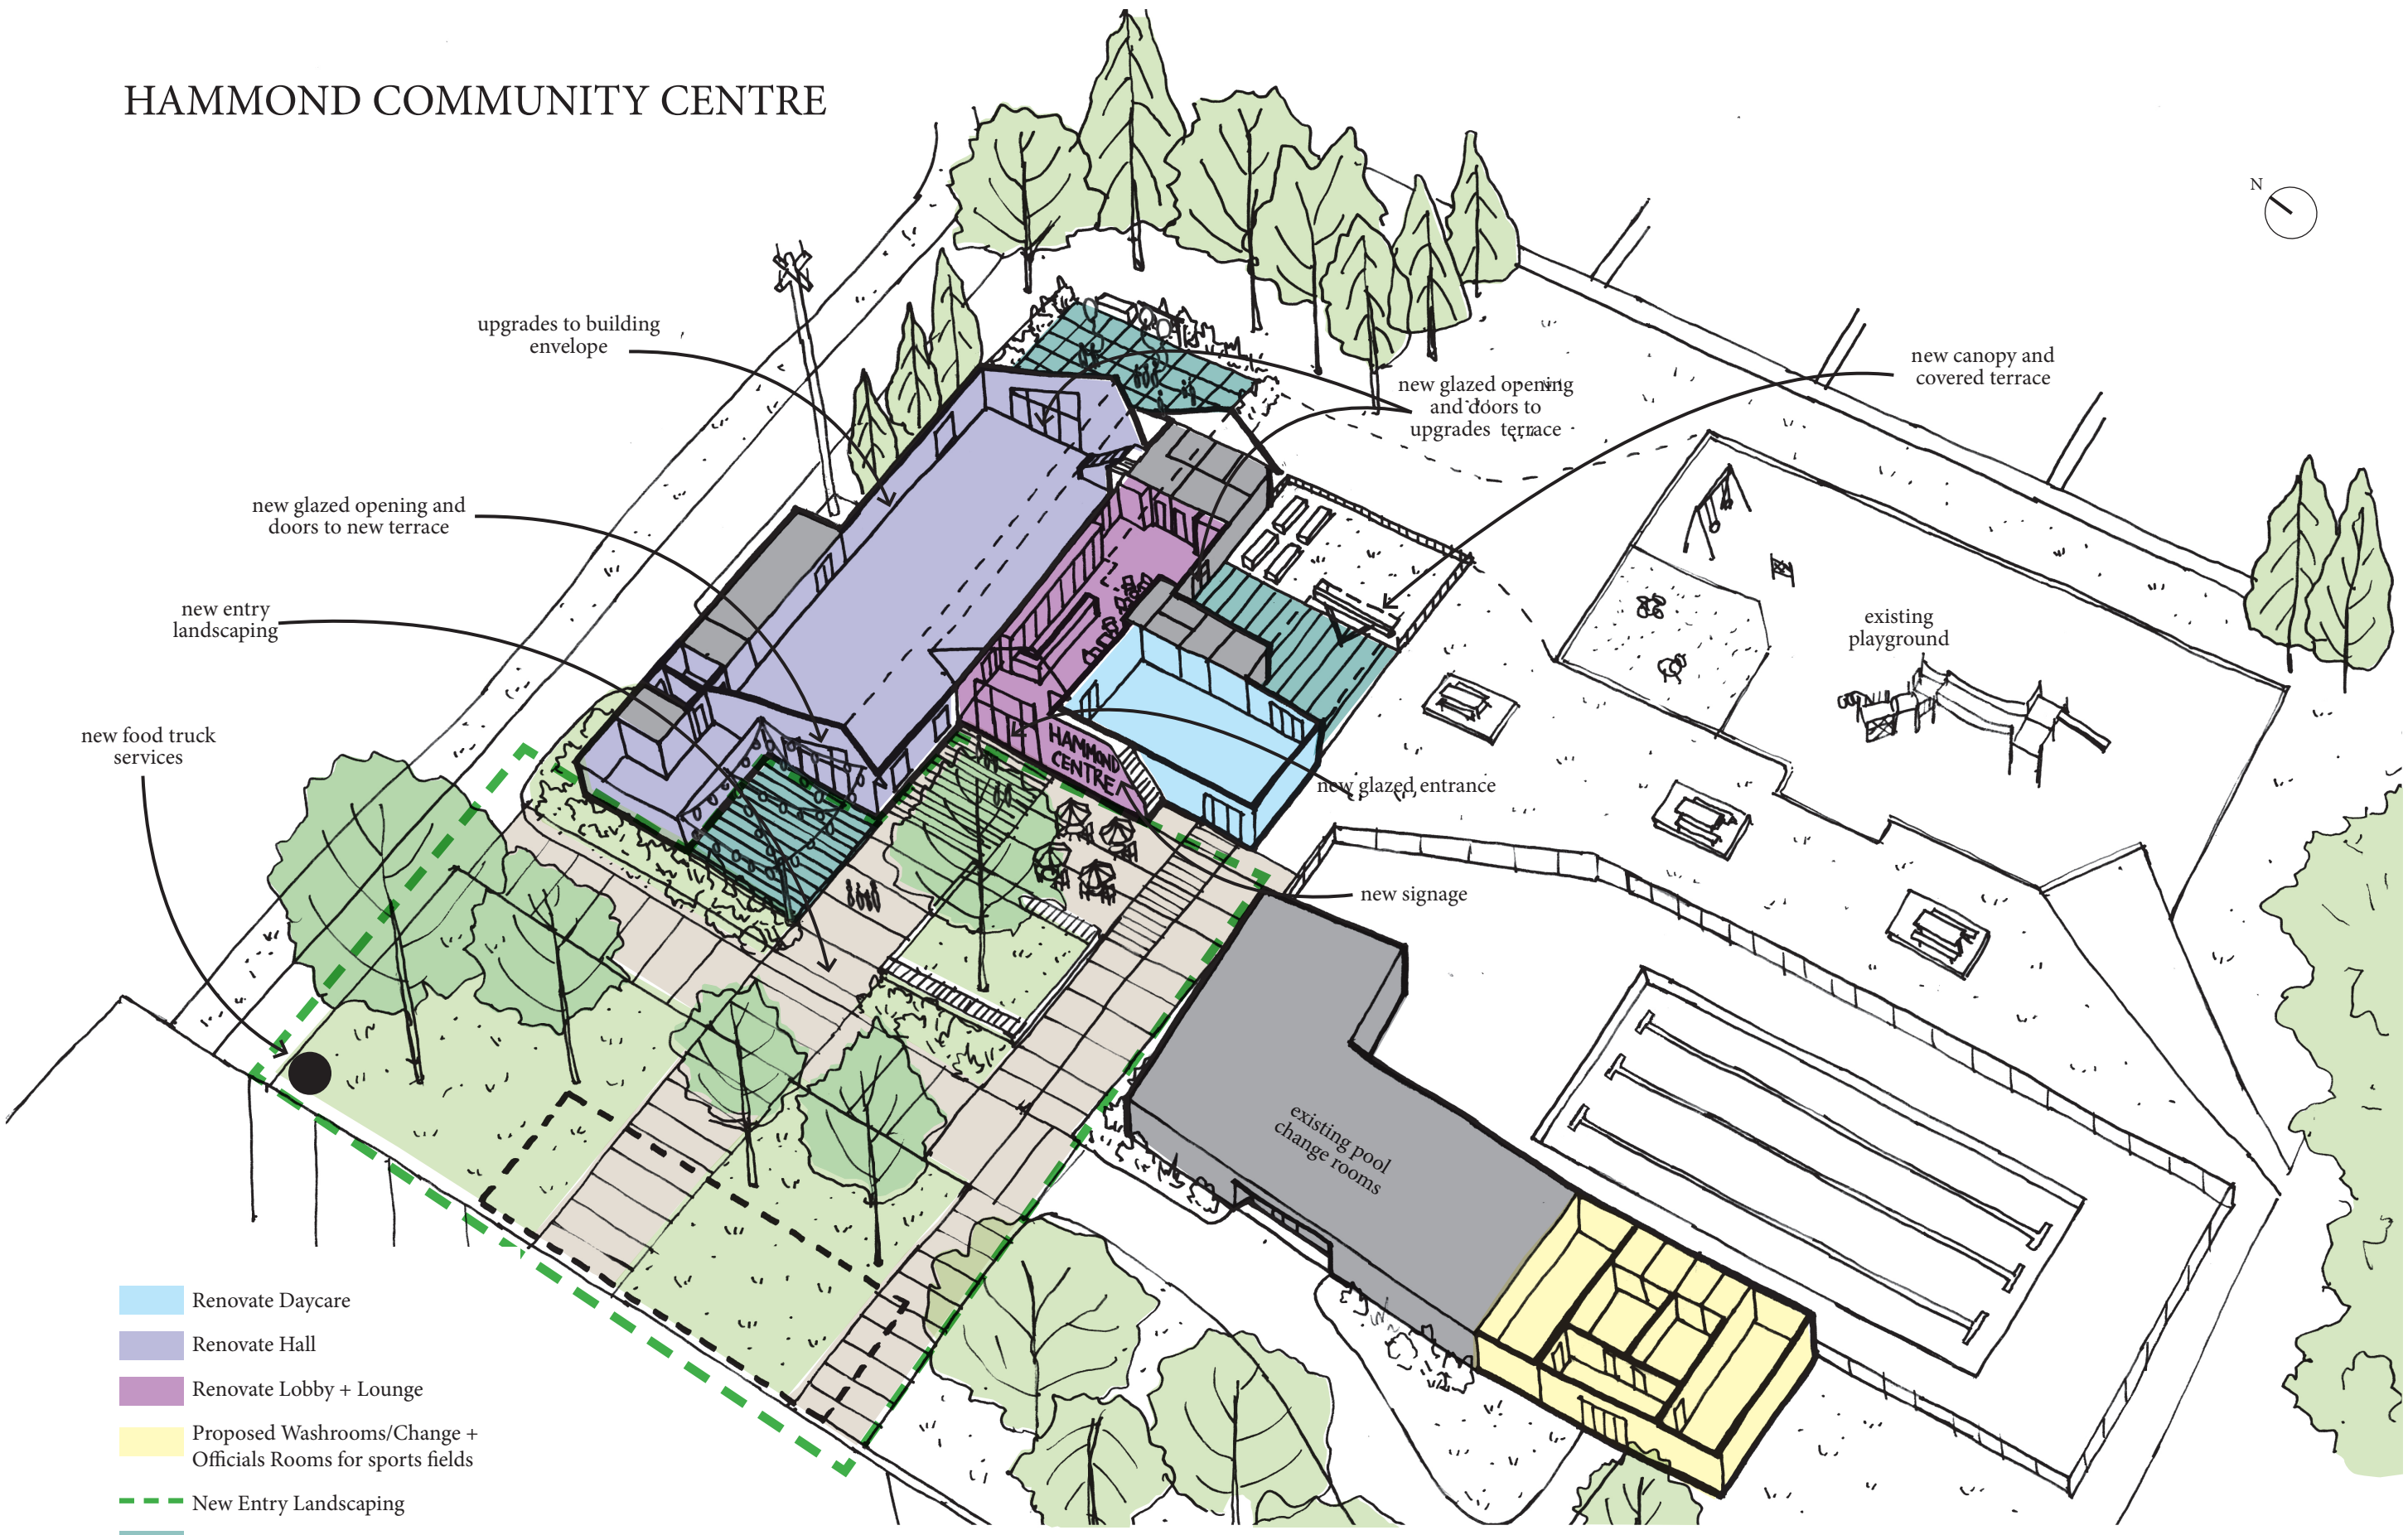 HAMMOND COMMUNITY CENTRE
N
upgrades to building
envelope
new canopy and
covered terrace
new glazed opening
and doors to
upgrades terrace
new glazed opening and
doors to new terrace
new entry
landscaping
existing
playground
new food truck
services
HAMMOND
CENTRE
new glazed entrance
new signage
existing pool
change rooms
Renovate Daycare
Renovate Hall
Renovate Lobby + Lounge
Proposed Washrooms/Change +
Officials Rooms for sports fields
New Entry Landscaping